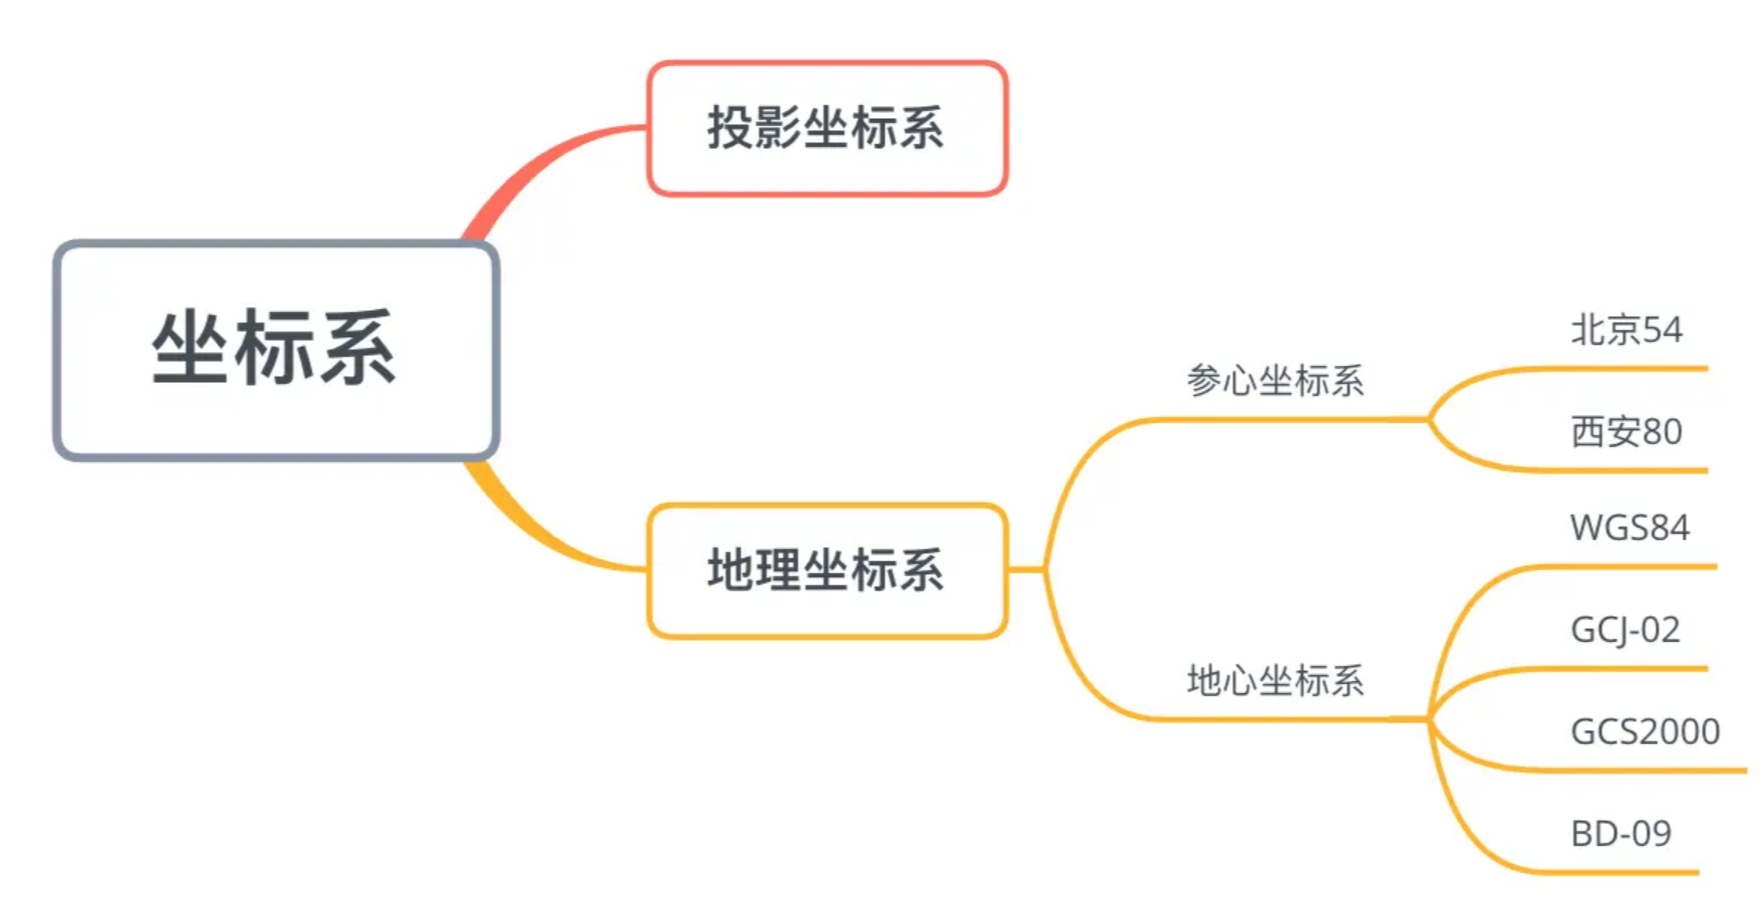 坐标系
投影坐标系
地理坐标系
参心坐标系
北京54
西安80
地心坐标系
WGS84
GCJ-02
GCS2000
BD-09